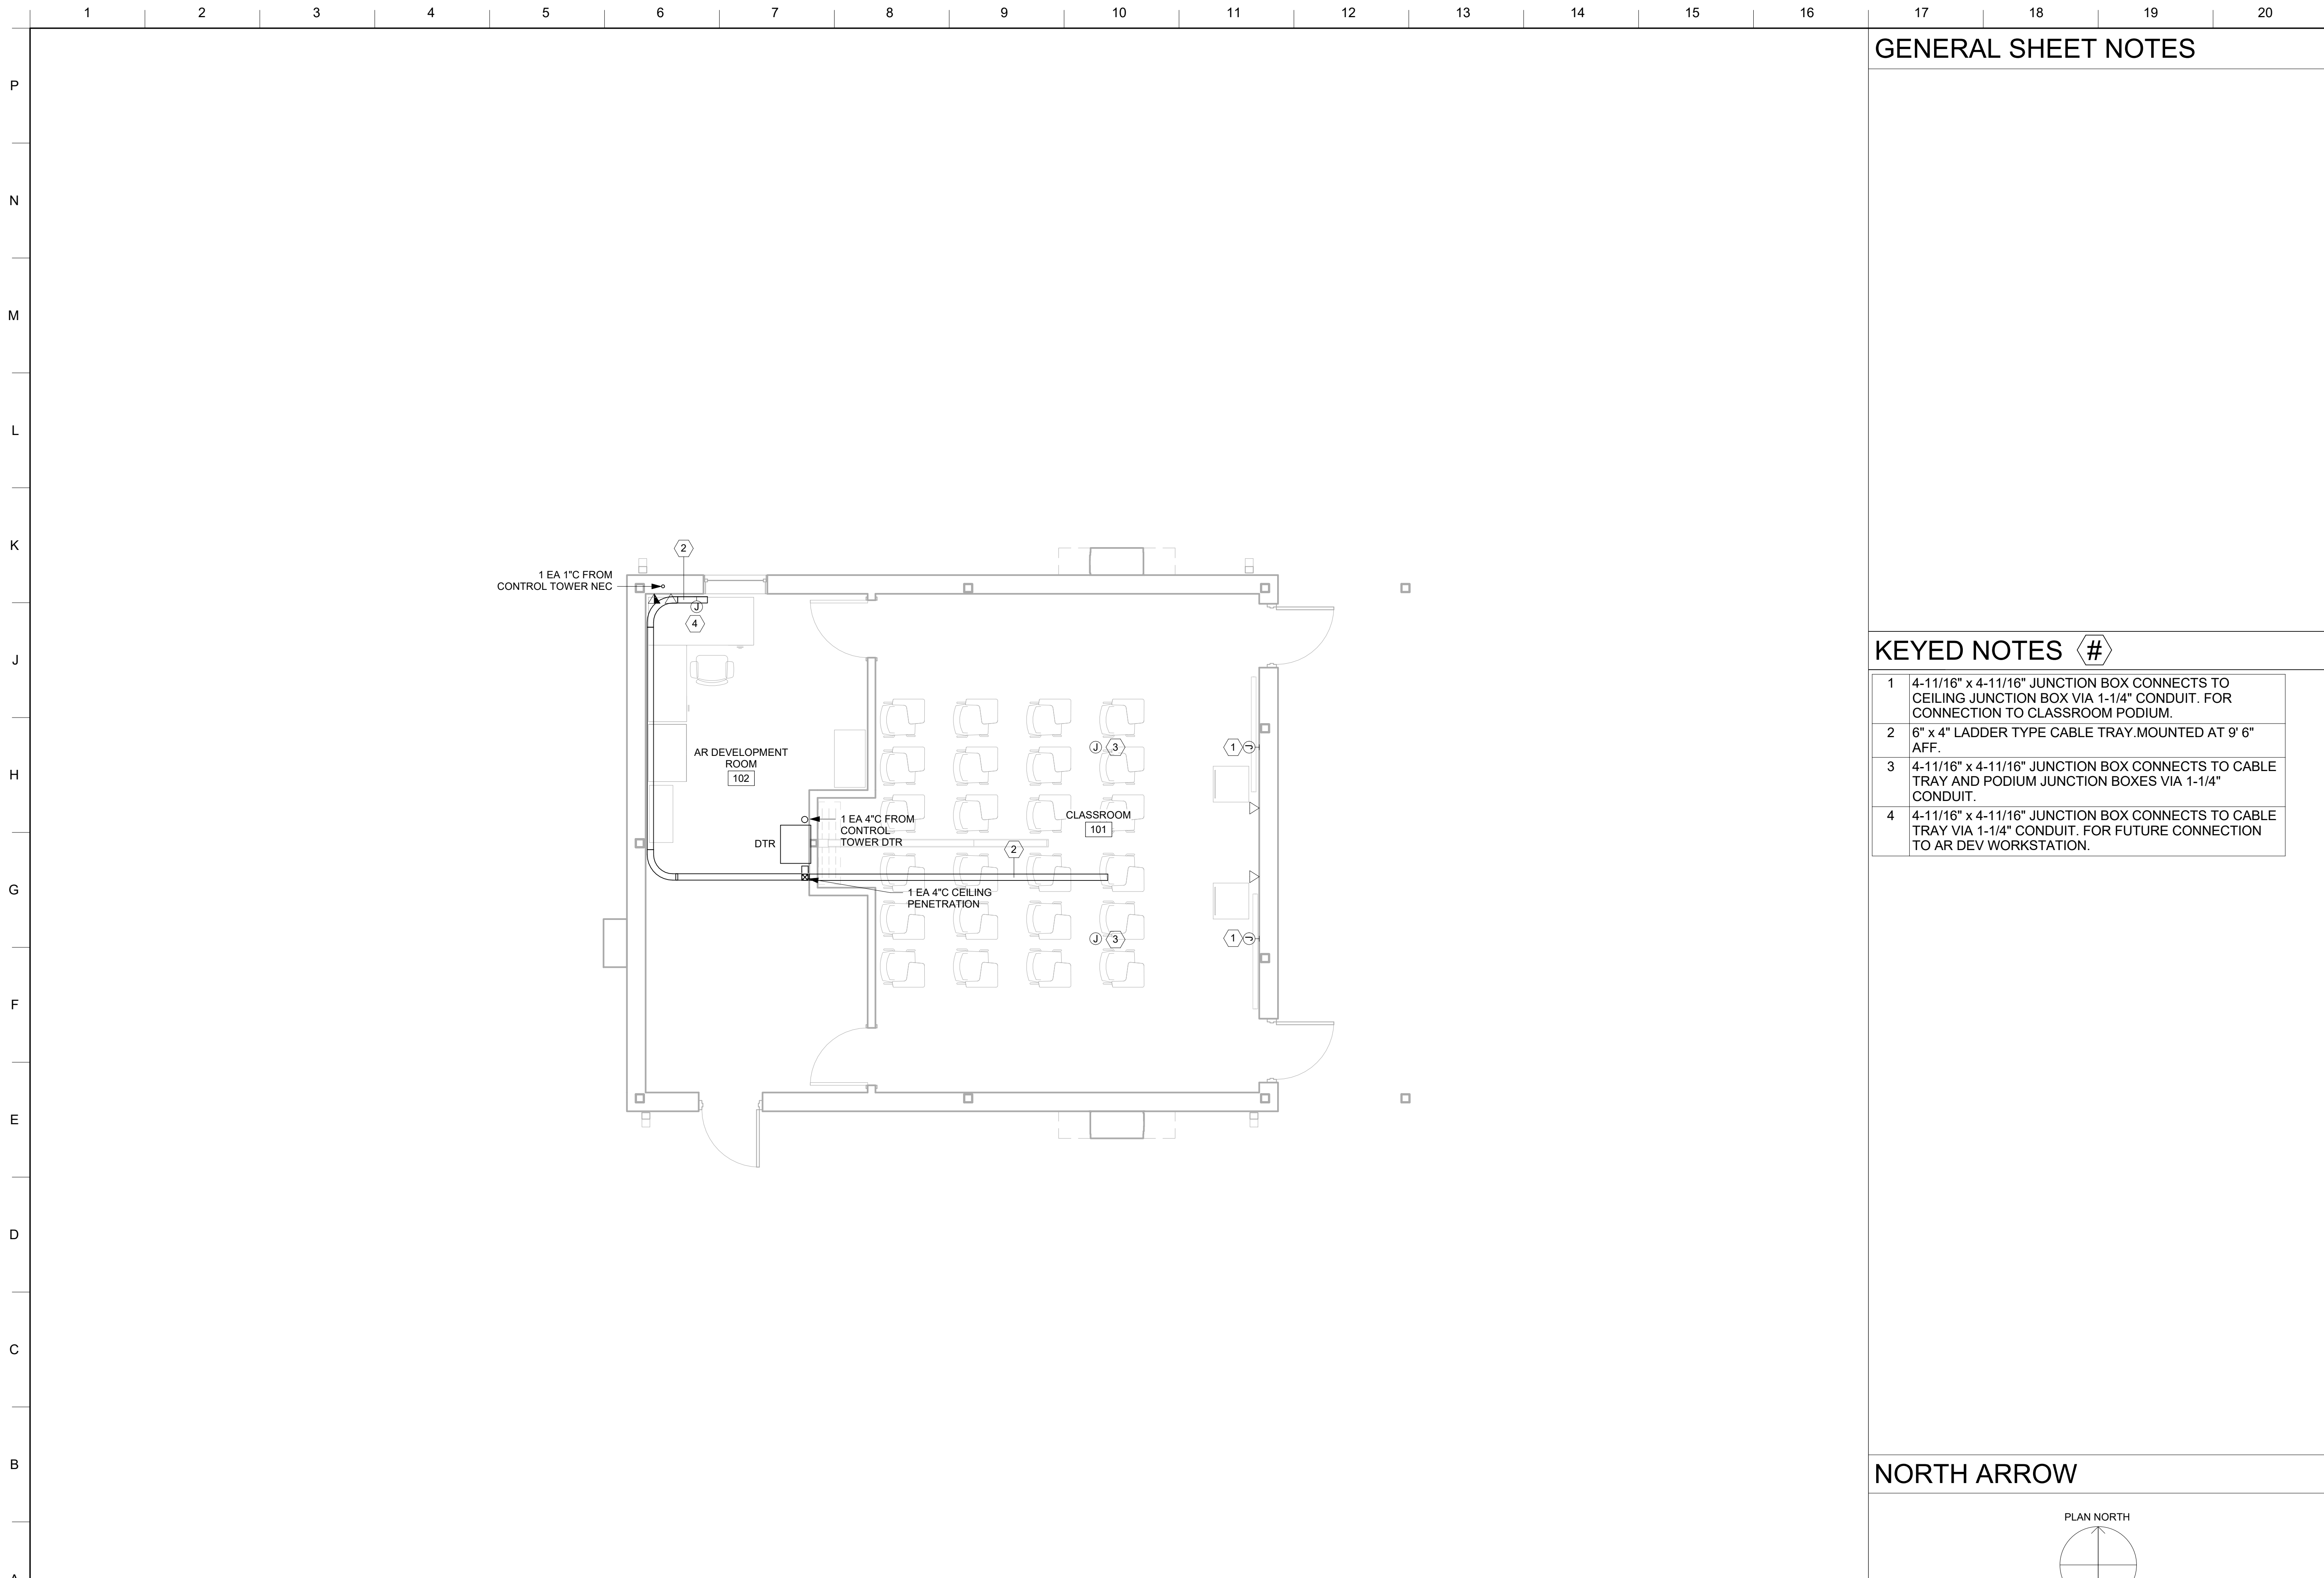 1 2 3 4 5 6 7 8 9 10 11 12 13 14 15 16 17 18 19 20
P
N
M
L
K
J
H
G
F
E
D
C
B
GENERAL SHEET NOTES
2
1 EA 1"C FROM
CONTROL TOWER NEC
J
4
AR DEVELOPMENT
ROOM
102
J 3
1 J
1 EA 4"C FROM
CONTROL
TOWER DTR
DTR
CLASSROOM
101
2
1 EA 4"C CEILING
PENETRATION
J 3
1 J
KEYED NOTES #
1 4-11/16" x 4-11/16" JUNCTION BOX CONNECTS TO
CEILING JUNCTION BOX VIA 1-1/4" CONDUIT. FOR
CONNECTION TO CLASSROOM PODIUM.
2 6" x 4" LADDER TYPE CABLE TRAY.MOUNTED AT 9' 6"
AFF.
3 4-11/16" x 4-11/16" JUNCTION BOX CONNECTS TO CABLE
TRAY AND PODIUM JUNCTION BOXES VIA 1-1/4"
CONDUIT.
4 4-11/16" x 4-11/16" JUNCTION BOX CONNECTS TO CABLE
TRAY VIA 1-1/4" CONDUIT. FOR FUTURE CONNECTION
TO AR DEV WORKSTATION.
NORTH ARROW
PLAN NORTH